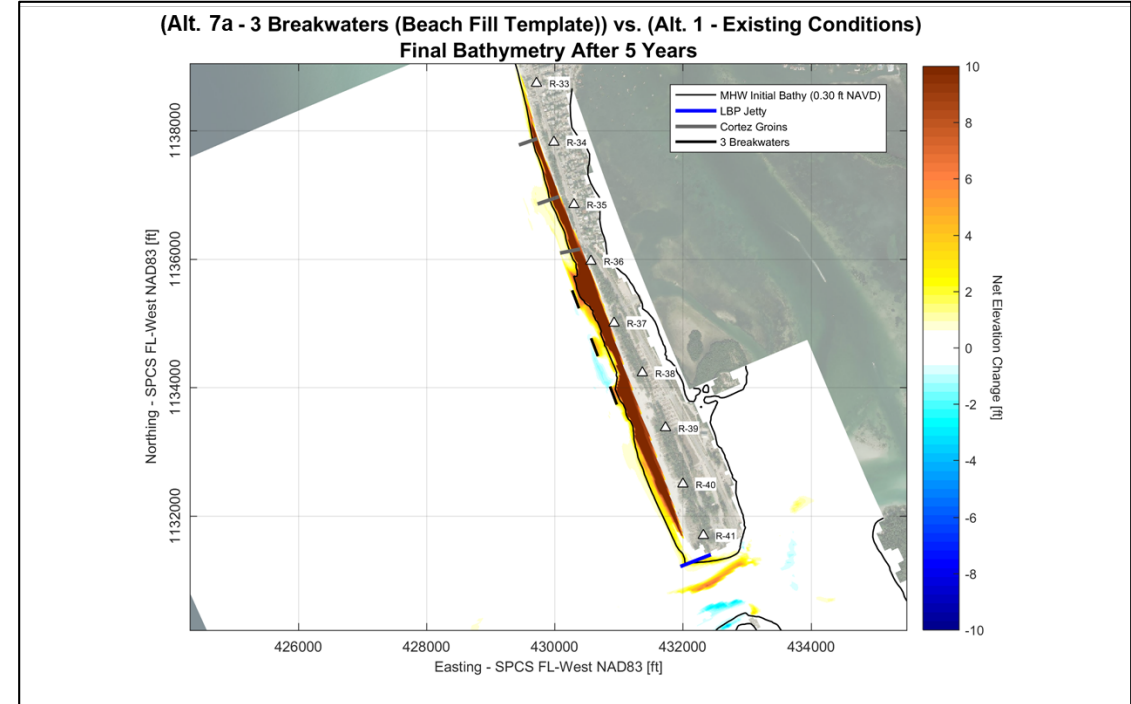 (Alt. 7a - 3 Breakwaters (Beach Fill Template)) vs. (Alt. 1 - Existing Conditions)
Final Bathymetry After 5 Years
MHW Initial Bathy (0.30 ft NAVD)
LBP Jetty
Cortez Groins
3 Breakwaters
R-33
R-34
R-35
R-36
R-37
R-38
R-39
R-40
R-41
Northing - SPCS FL-West NAD83 [ft]
1138000
1136000
1134000
1132000
426000 428000 430000 432000 434000
Easting - SPCS FL-West NAD83 [ft]
10
8
6
4
2
0
-2
-4
-6
-8
-10
Net Elevation Change [ft]